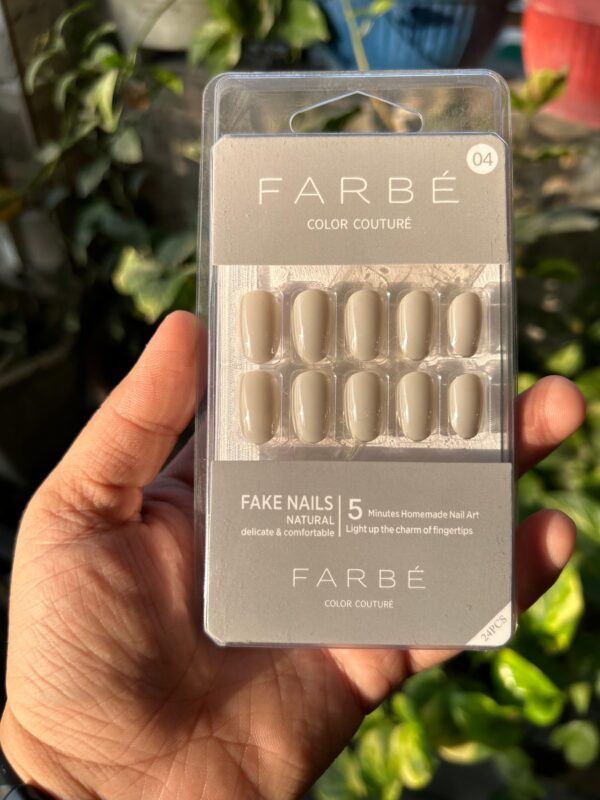 04
FARBÉ
COLOR COUTURÉ
FAKE NAILS
NATURAL
delicate & comfortable
5 Minutes Homemade Nail Art
Light up the charm of fingertips
FARBÉ
COLOR COUTURÉ
24PCS